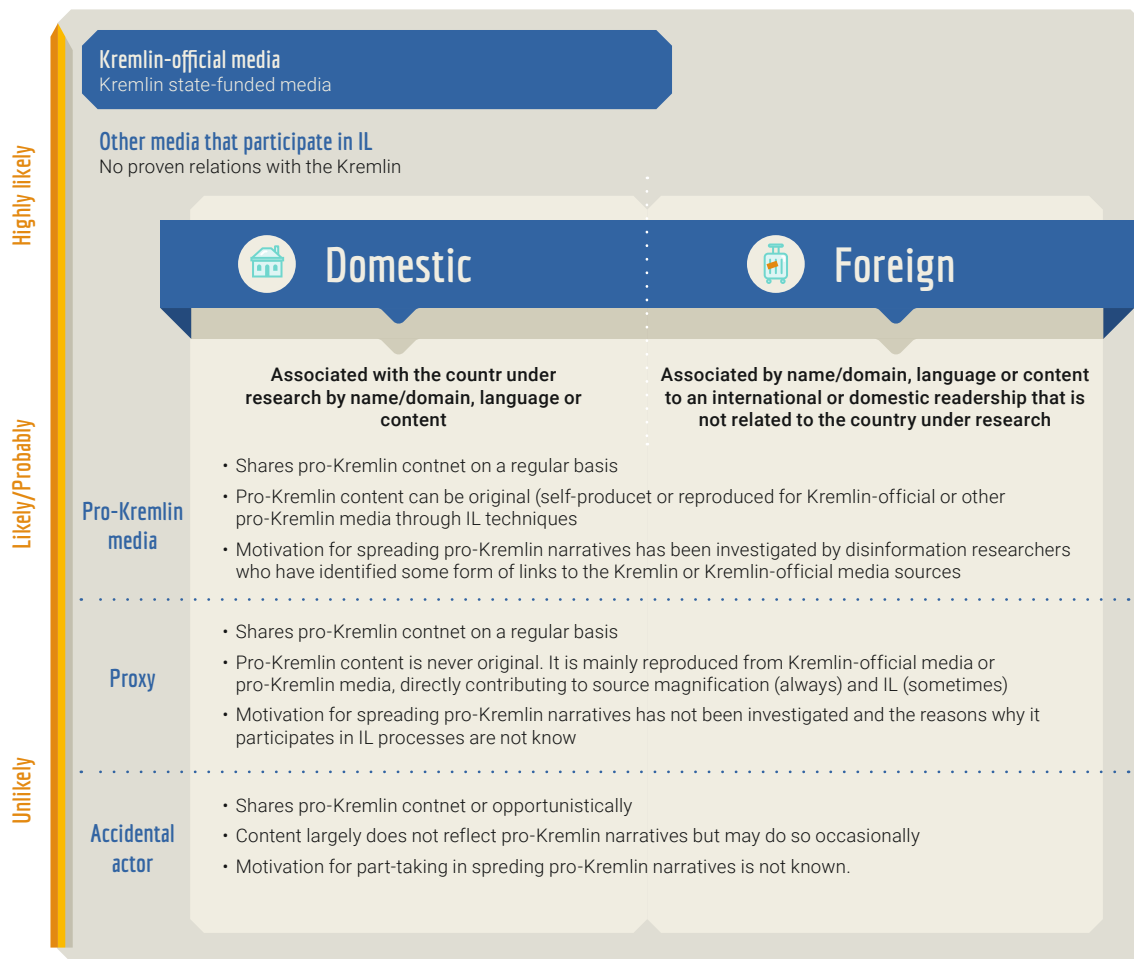 Kremlin-official media
Kremlin state-funded media
Other media that participate in IL
No proven relations with the Kremlin
Highly likely
Domestic
Foreign
Associated with the countr under
research by name/domain, language or
content
Associated by name/domain, language or content
to an international or domestic readership that is
not related to the country under research
Likely/Probably
Pro-Kremlin
media
• Shares pro-Kremlin contnet on a regular basis
• Pro-Kremlin content can be original (self-producet or reproduced for Kremlin-official or other
pro-Kremlin media through IL techniques
• Motivation for spreading pro-Kremlin narratives has been investigated by disinformation researchers
who have identified some form of links to the Kremlin or Kremlin-official media sources
Proxy
• Shares pro-Kremlin contnet on a regular basis
• Pro-Kremlin content is never original. It is mainly reproduced from Kremlin-official media or
pro-Kremlin media, directly contributing to source magnification (always) and IL (sometimes)
• Motivation for spreading pro-Kremlin narratives has not been investigated and the reasons why it
participates in IL processes are not know
Unlikely
Accidental
actor
• Shares pro-Kremlin contnet or opportunistically
• Content largely does not reflect pro-Kremlin narratives but may do so occasionally
• Motivation for part-taking in spreding pro-Kremlin narratives is not known.